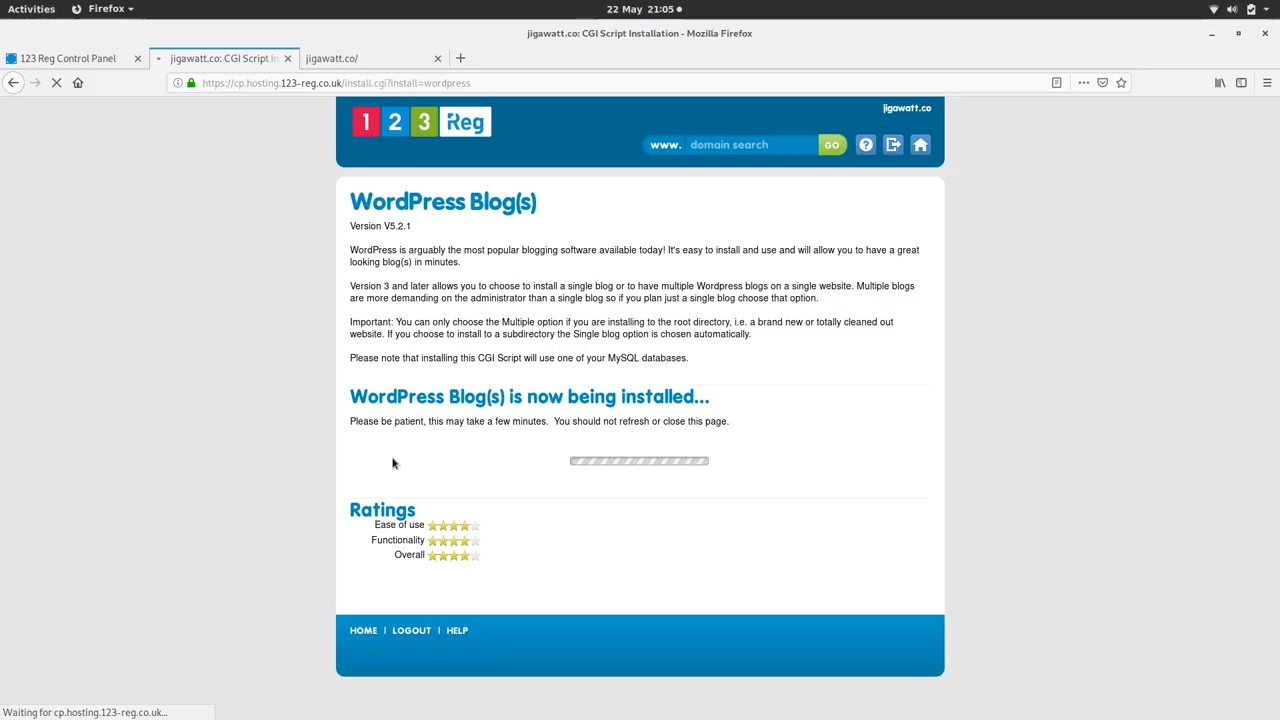 Activities
Firefox
22 May 21:05
jigawatt.co: CGI Script Installation - Mozilla Firefox
123 Reg Control Panel
jigawatt.co: CGI Script In
jigawatt.co/
https://cp.hosting.123-reg.co.uk/install.cgi?install=wordpress
1 2 3 Reg
jigawatt.co
www. domain search GO
WordPress Blog(s)
Version V5.2.1
WordPress is arguably the most popular blogging software available today! It's easy to install and use and will allow you to have a great
looking blog(s) in minutes.
Version 3 and later allows you to choose to install a single blog or to have multiple Wordpress blogs on a single website. Multiple blogs
are more demanding on the administrator than a single blog so if you plan just a single blog choose that option.
Important: You can only choose the Multiple option if you are installing to the root directory, i.e. a brand new or totally cleaned out
website. If you choose to install to a subdirectory the Single blog option is chosen automatically.
Please note that installing this CGI Script will use one of your MySQL databases.
WordPress Blog(s) is now being installed...
Please be patient, this may take a few minutes. You should not refresh or close this page.
Ratings
Ease of use
Functionality
Overall
HOME | LOGOUT | HELP
Waiting for cp.hosting.123-reg.co.uk...